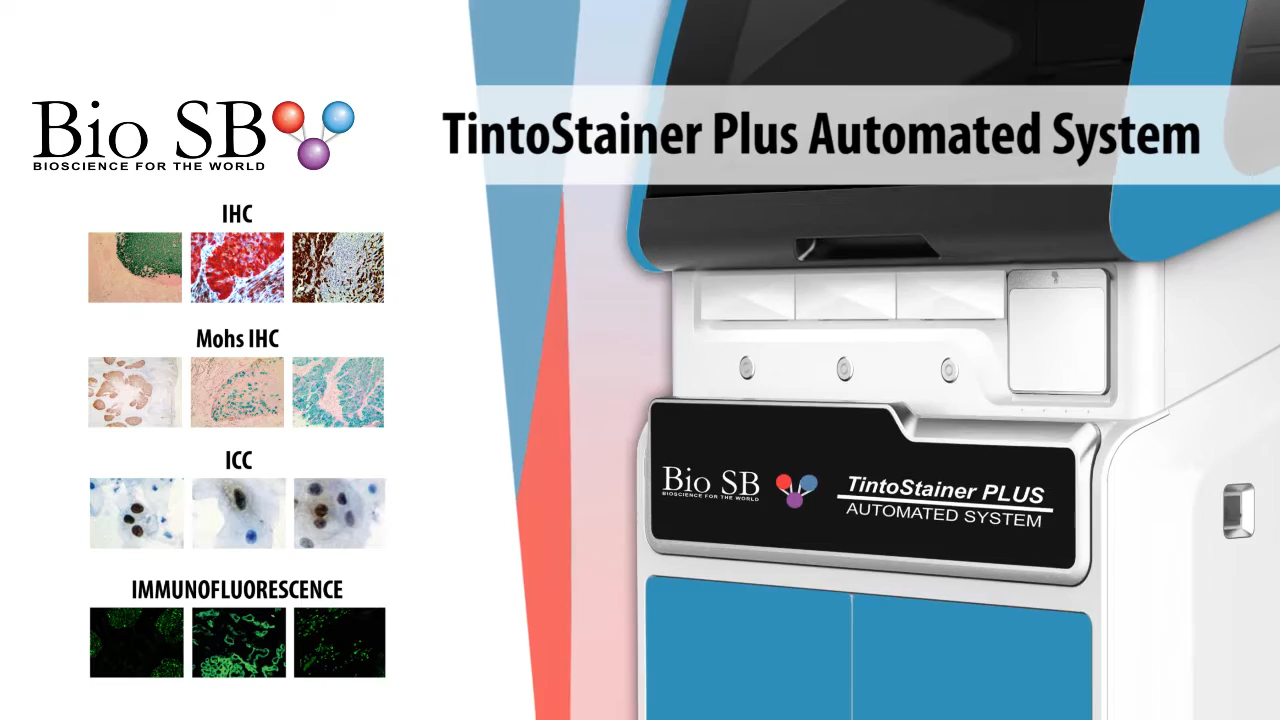 Bio SB
BIOSCIENCE FOR THE WORLD
TintoStainer Plus Automated System
IHC
Mohs IHC
ICC
IMMUNOFLUORESCENCE
Bio SB
BIOSCIENCE FOR THE WORLD
TintoStainer PLUS
AUTOMATED SYSTEM